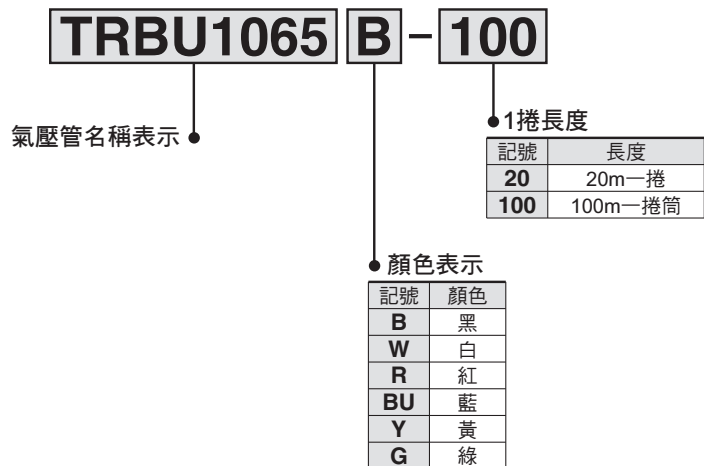 TRBU1065 B - 100
氣壓管名稱表示
1捲長度
記號 長度
20 20m一捲
100 100m一捲筒
顏色表示
記號 顏色
B 黑
W 白
R 紅
BU 藍
Y 黃
G 綠